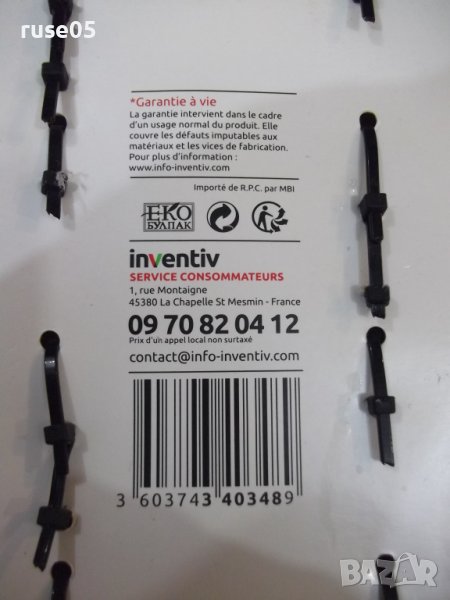 ruse05
*Garantie à vie
La garantie intervient dans le cadre
d'un usage normal du produit. Elle
couvre les défauts imputables aux
matériaux et les vices de fabrication.
Pour plus d'information :
www.info-inventiv.com
Importé de R.P.C. par MBI
ЕКО
БУЛПАК
inventiv
SERVICE CONSOMMATEURS
1, rue Montaigne
45380 La Chapelle St Mesmin - France
09 70 82 04 12
Prix d'un appel local non surtaxé
contact@info-inventiv.com
3 603743 403489
BAZAR